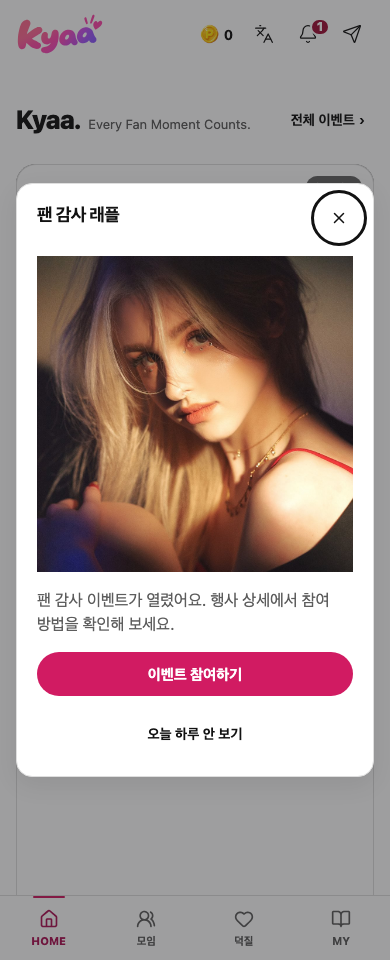 Kyaa
0
1
Kyaa. Every Fan Moment Counts.
전체 이벤트 ›
팬 감사 래플
팬 감사 이벤트가 열렸어요. 행사 상세에서 참여
방법을 확인해 보세요.
이벤트 참여하기
오늘 하루 안 보기
HOME
모임
덕질
MY